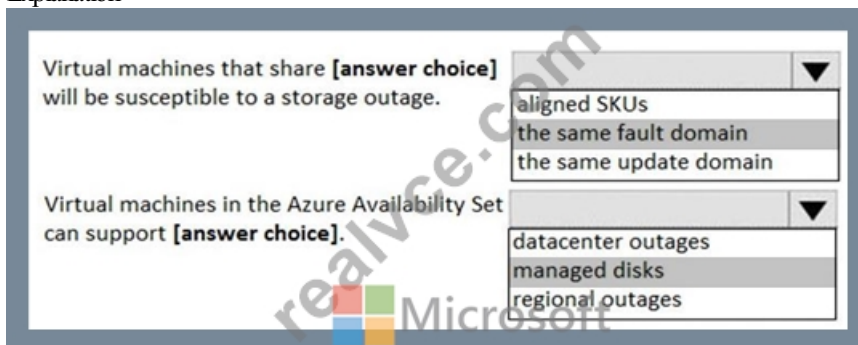 Explanation
Virtual machines that share [answer choice]
will be susceptible to a storage outage.
aligned SKUs
the same fault domain
the same update domain
Virtual machines in the Azure Availability Set
can support [answer choice].
datacenter outages
managed disks
regional outages
realvce.com
Microsoft